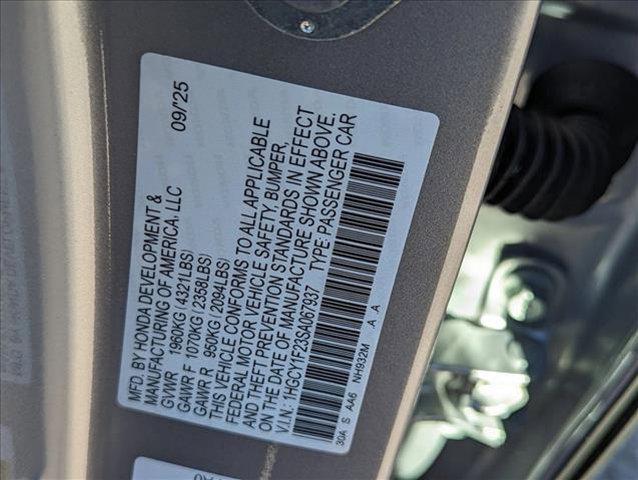 MFD. BY HONDA DEVELOPMENT & 09/'25
MANUFACTURING OF AMERICA, LLC
GVWR 1960KG (4321LBS)
GAWR F 1070KG (2358LBS)
GAWR R 950KG (2094LBS)
THIS VEHICLE CONFORMS TO ALL APPLICABLE
FEDERAL MOTOR VEHICLE SAFETY, BUMPER,
AND THEFT PREVENTION STANDARDS IN EFFECT
ON THE DATE OF MANUFACTURE SHOWN ABOVE.
V.I.N.: 1HGCY1F23SA067937 TYPE PASSENGER CAR
30A S AA6 NH932M A A